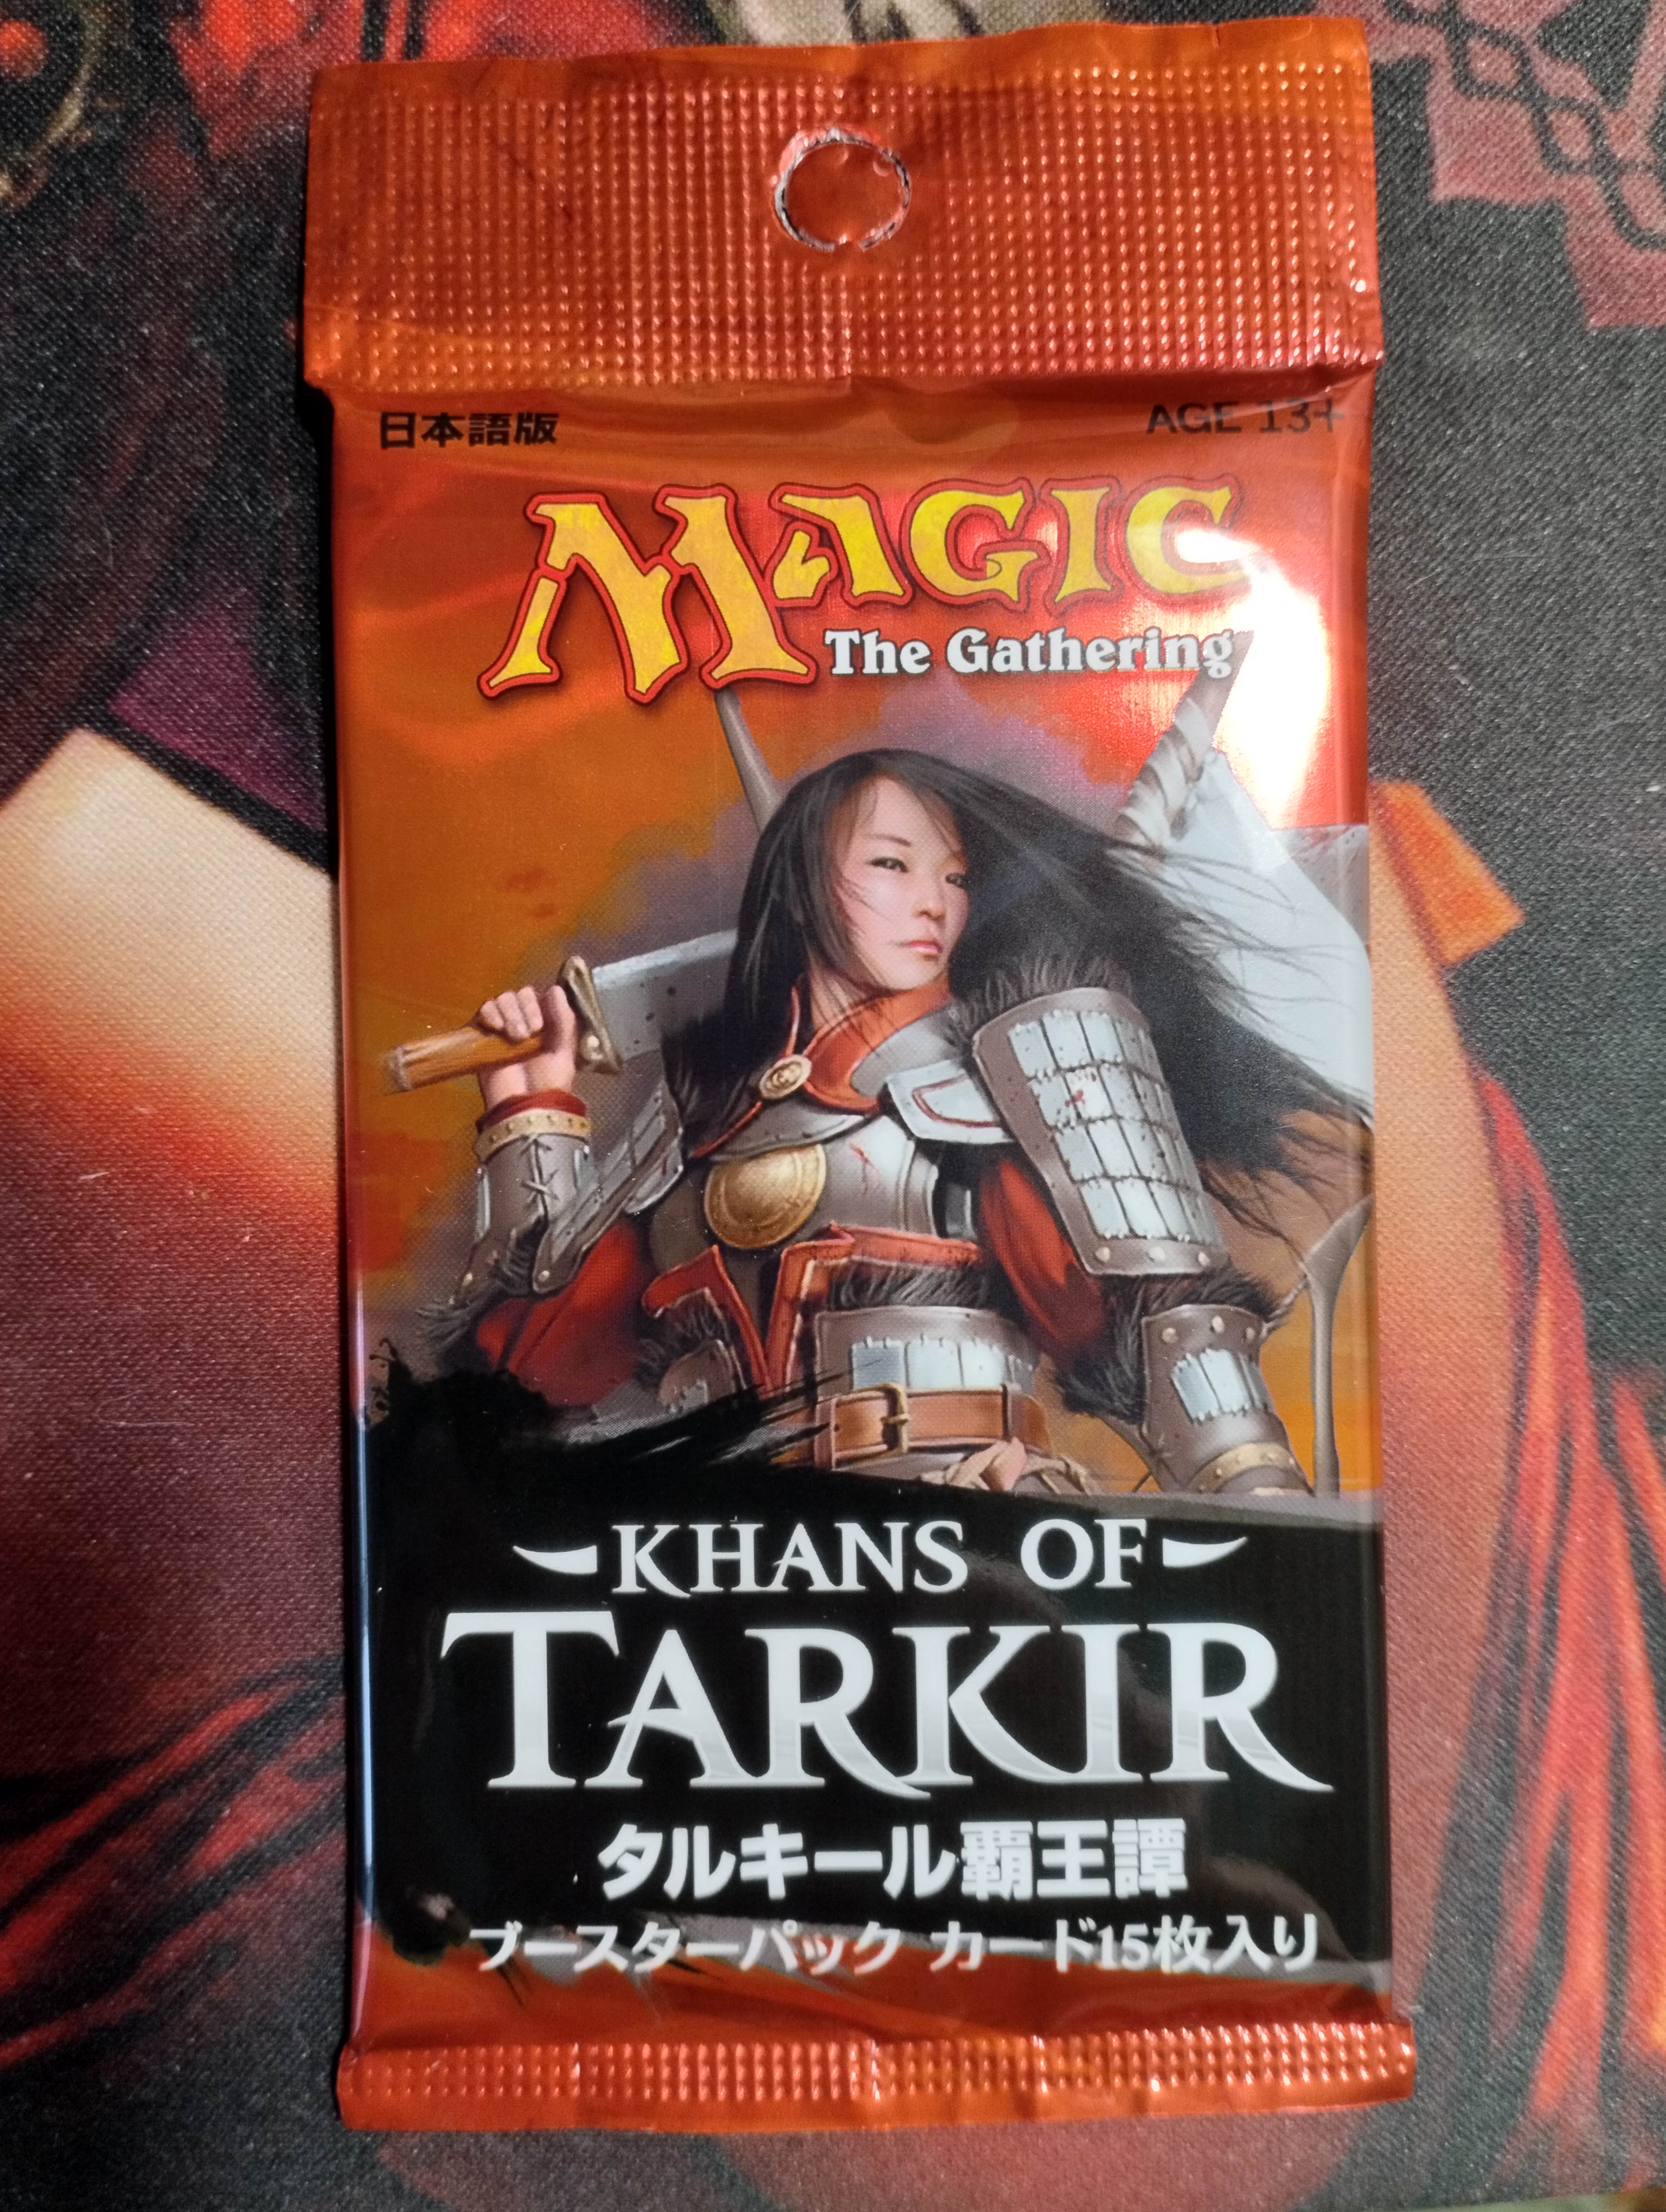 日本語版
AGE 13+
MAGIC
The Gathering
KHANS OF
TARKIR
タルキール覇王譚
ブースターパック カード15枚入り